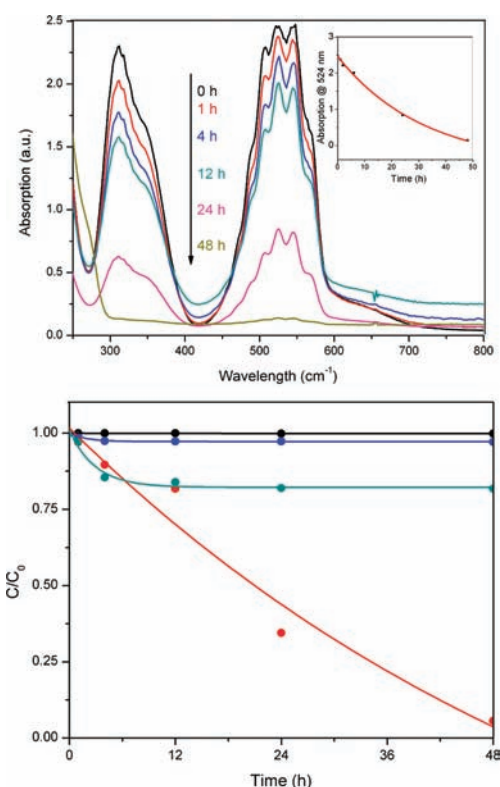 2.5
2.0
1.5
1.0
0.5
0.0
Absorption (a.u.)
0 h
1 h
4 h
12 h
24 h
48 h
3
2
1
0
Absorption @ 524 nm
0 10 20 30 40 50
Time (h)
300 400 500 600 700 800
Wavelength (cm⁻¹)
1.00
0.75
0.50
0.25
0.00
C/C₀
0 12 24 36 48
Time (h)